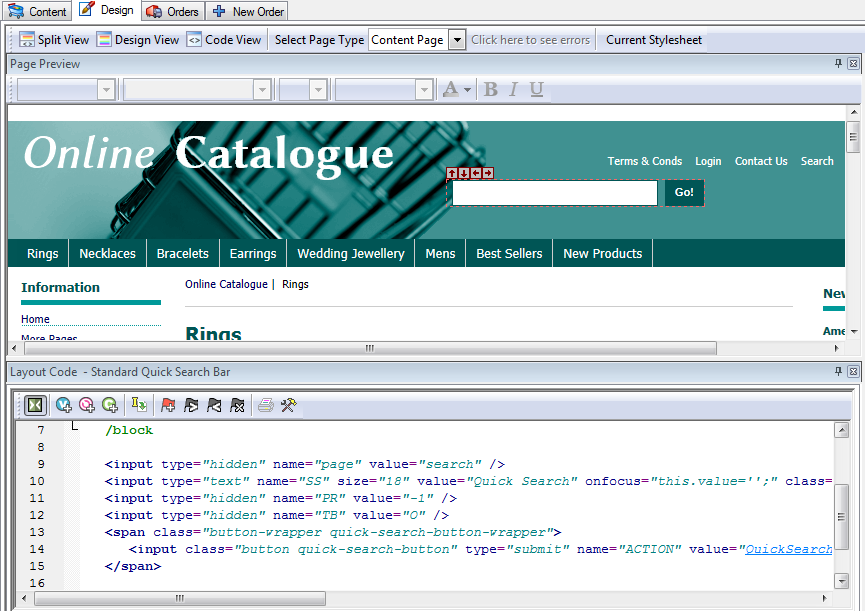 Content Design Orders New Order
Split View Design View Code View Select Page Type Content Page Click here to see errors Current Stylesheet
Page Preview
A B I U
Online Catalogue
Terms & Conds Login Contact Us Search
Go!
Rings Necklaces Bracelets Earrings Wedding Jewellery Mens Best Sellers New Products
Information
Online Catalogue | Rings
New
Home
Rings
More Pages
Ame
Layout Code - Standard Quick Search Bar
7 /block
8
9 <input type="hidden" name="page" value="search" />
10 <input type="text" name="SS" size="18" value="Quick Search" onfocus="this.value='';" class=
11 <input type="hidden" name="PR" value="-1" />
12 <input type="hidden" name="TB" value="O" />
13 <span class="button-wrapper quick-search-button-wrapper">
14 <input class="button quick-search-button" type="submit" name="ACTION" value="QuickSearch
15 </span>
16